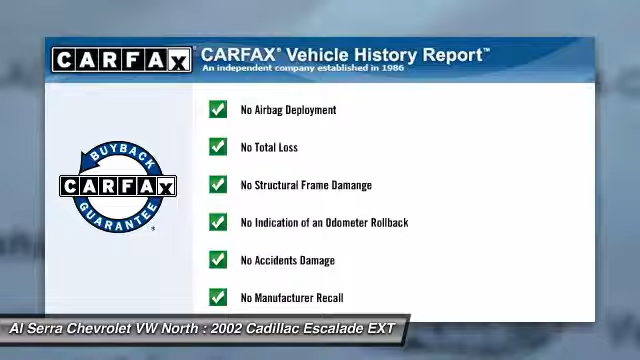 CARFAX® CARFAX® Vehicle History Report™
An independent company established in 1986
No Airbag Deployment
No Total Loss
No Structural Frame Damange
No Indication of an Odometer Rollback
No Accidents Damage
No Manufacturer Recall
BUYBACK
CARFAX
GUARANTEE
Al Serra Chevrolet VW North : 2002 Cadillac Escalade EXT